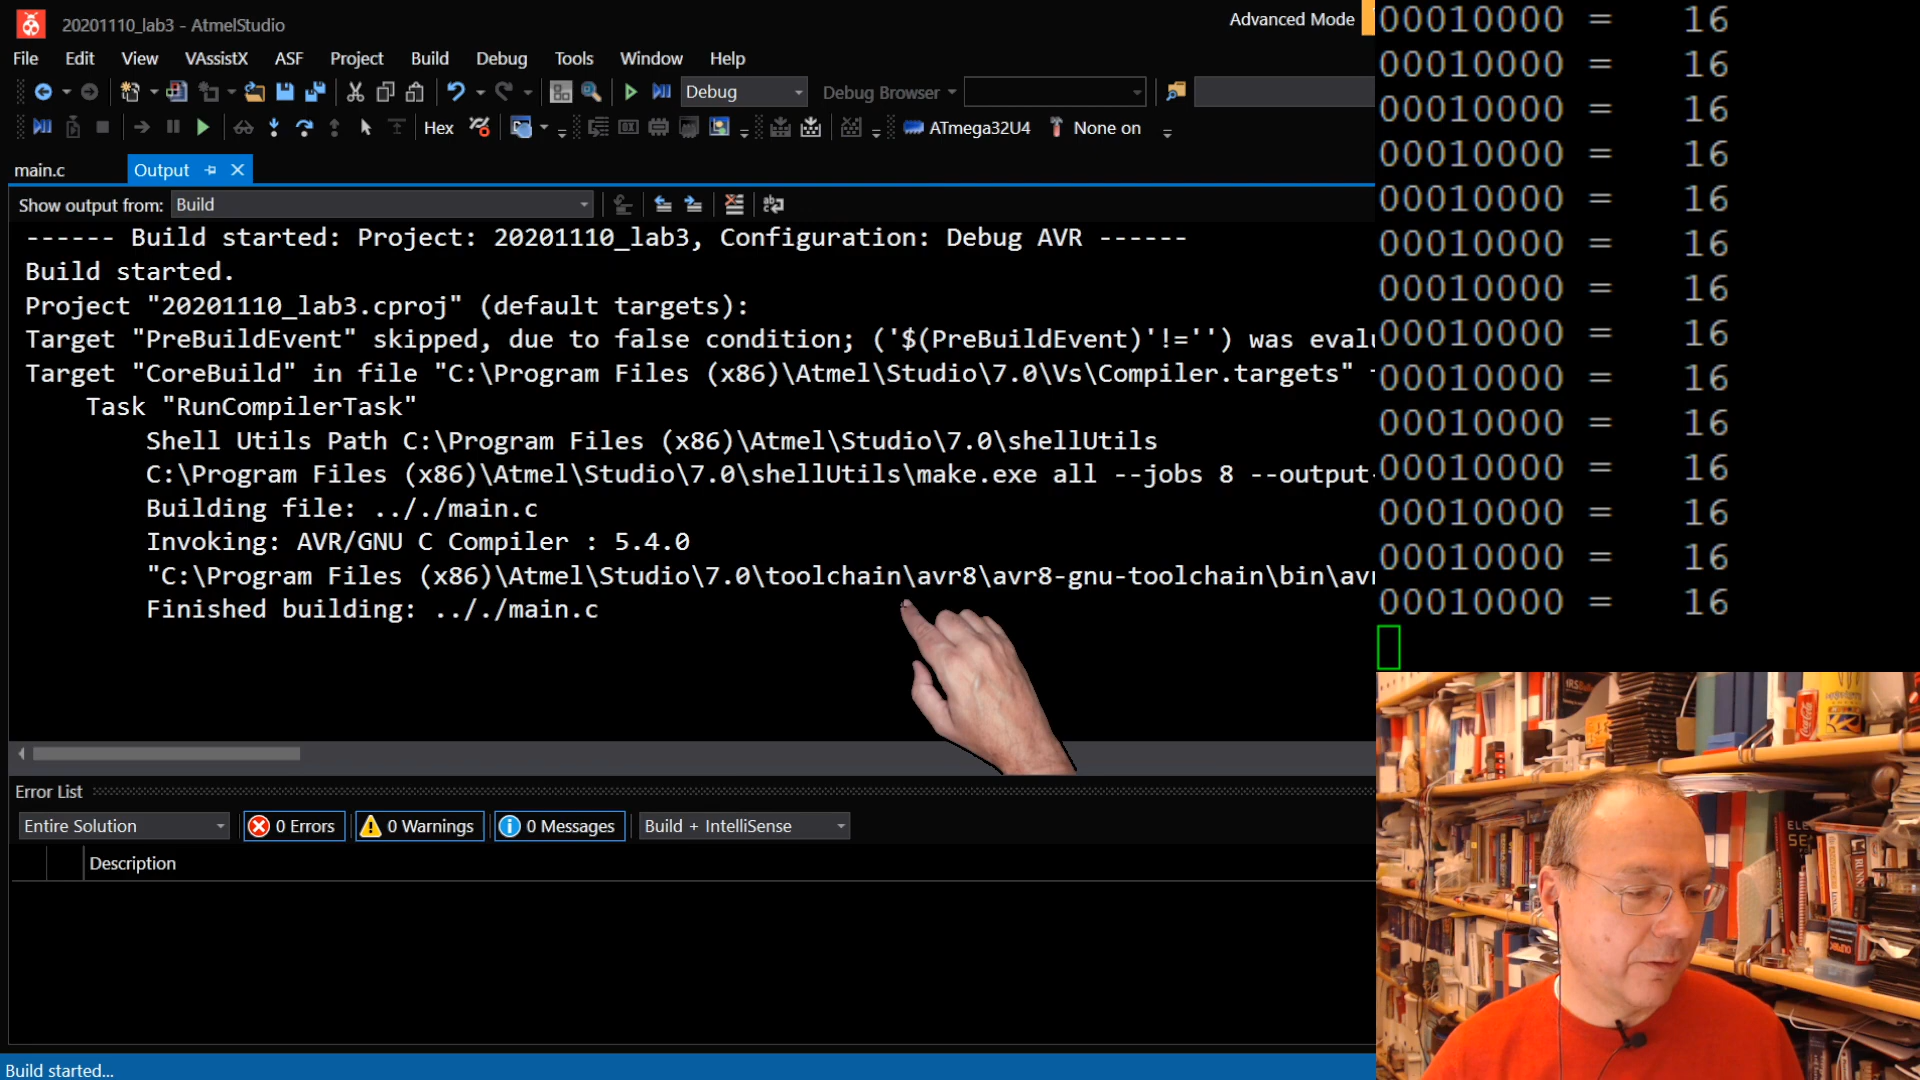 20201110_lab3 - AtmelStudio
Advanced Mode
File Edit View VAssistX ASF Project Build Debug Tools Window Help
Debug Debug Browser
Hex ATmega32U4 None on
main.c Output
Show output from: Build
------ Build started: Project: 20201110_lab3, Configuration: Debug AVR ------
Build started.
Project "20201110_lab3.cproj" (default targets):
Target "PreBuildEvent" skipped, due to false condition; ('$(PreBuildEvent)'!='') was evalu
Target "CoreBuild" in file "C:\Program Files (x86)\Atmel\Studio\7.0\Vs\Compiler.targets"
Task "RunCompilerTask"
Shell Utils Path C:\Program Files (x86)\Atmel\Studio\7.0\shellUtils
C:\Program Files (x86)\Atmel\Studio\7.0\shellUtils\make.exe all --jobs 8 --output-
Building file: .././main.c
Invoking: AVR/GNU C Compiler : 5.4.0
"C:\Program Files (x86)\Atmel\Studio\7.0\toolchain\avr8\avr8-gnu-toolchain\bin\avr
Finished building: .././main.c
Error List
Entire Solution 0 Errors 0 Warnings 0 Messages Build + IntelliSense
Description
Build started...
00010000 = 16
00010000 = 16
00010000 = 16
00010000 = 16
00010000 = 16
00010000 = 16
00010000 = 16
00010000 = 16
00010000 = 16
00010000 = 16
00010000 = 16
00010000 = 16
00010000 = 16
00010000 = 16